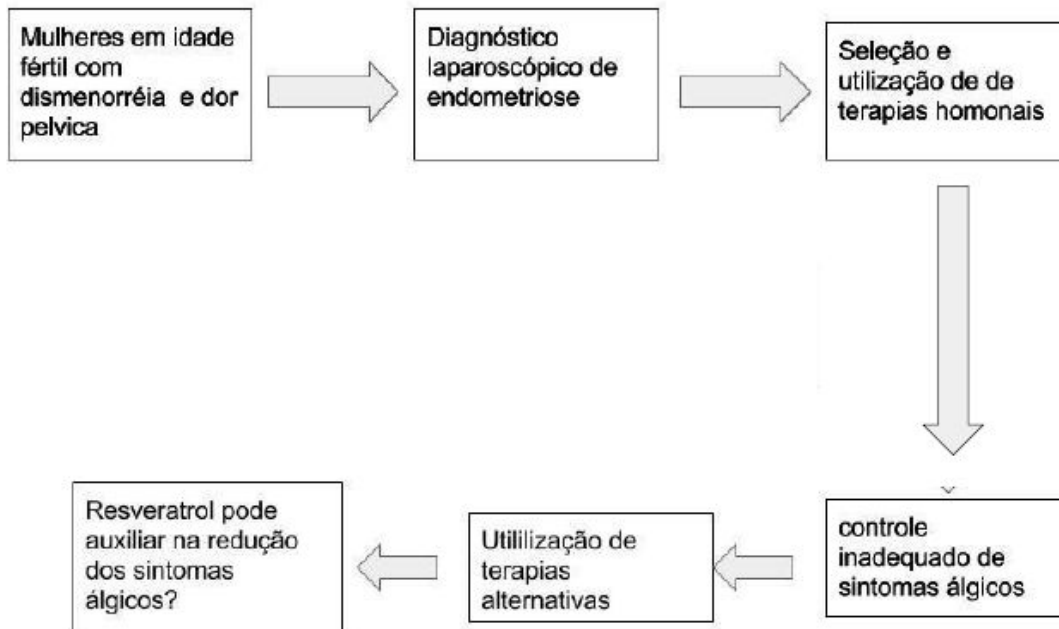 Mulheres em idade
fértil com
dismenorréia e dor
pelvica
Diagnóstico
laparoscópico de
endometriose
Seleção e
utilização de de
terapias homonais
controle
inadequado de
sintomas álgicos
Utililização de
terapias
alternativas
Resveratrol pode
auxiliar na redução
dos sintomas
álgicos?